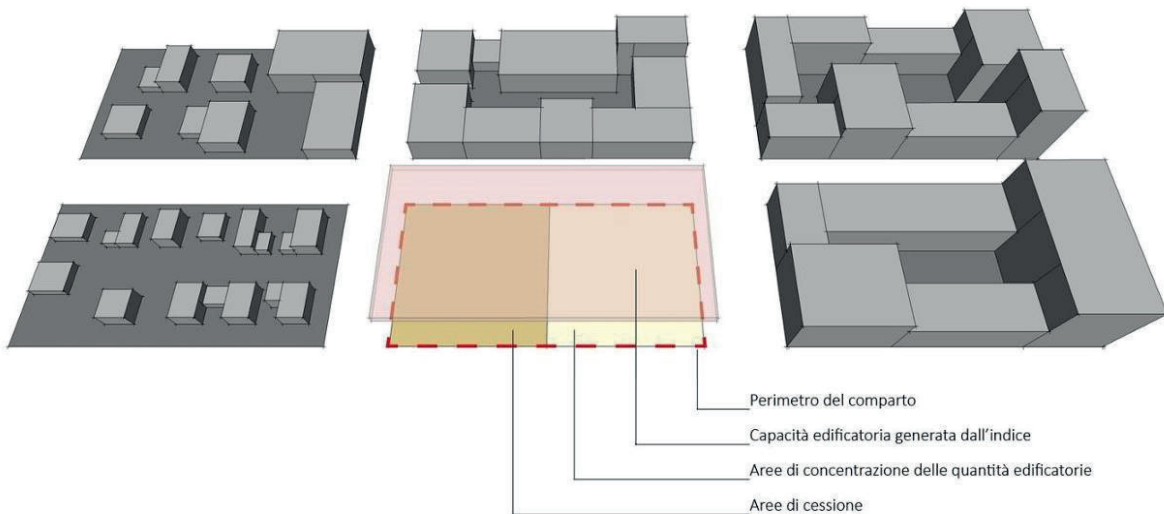 Perimetro del comparto
Capacità edificatoria generata dall'indice
Aree di concentrazione delle quantità edificatorie
Aree di cessione